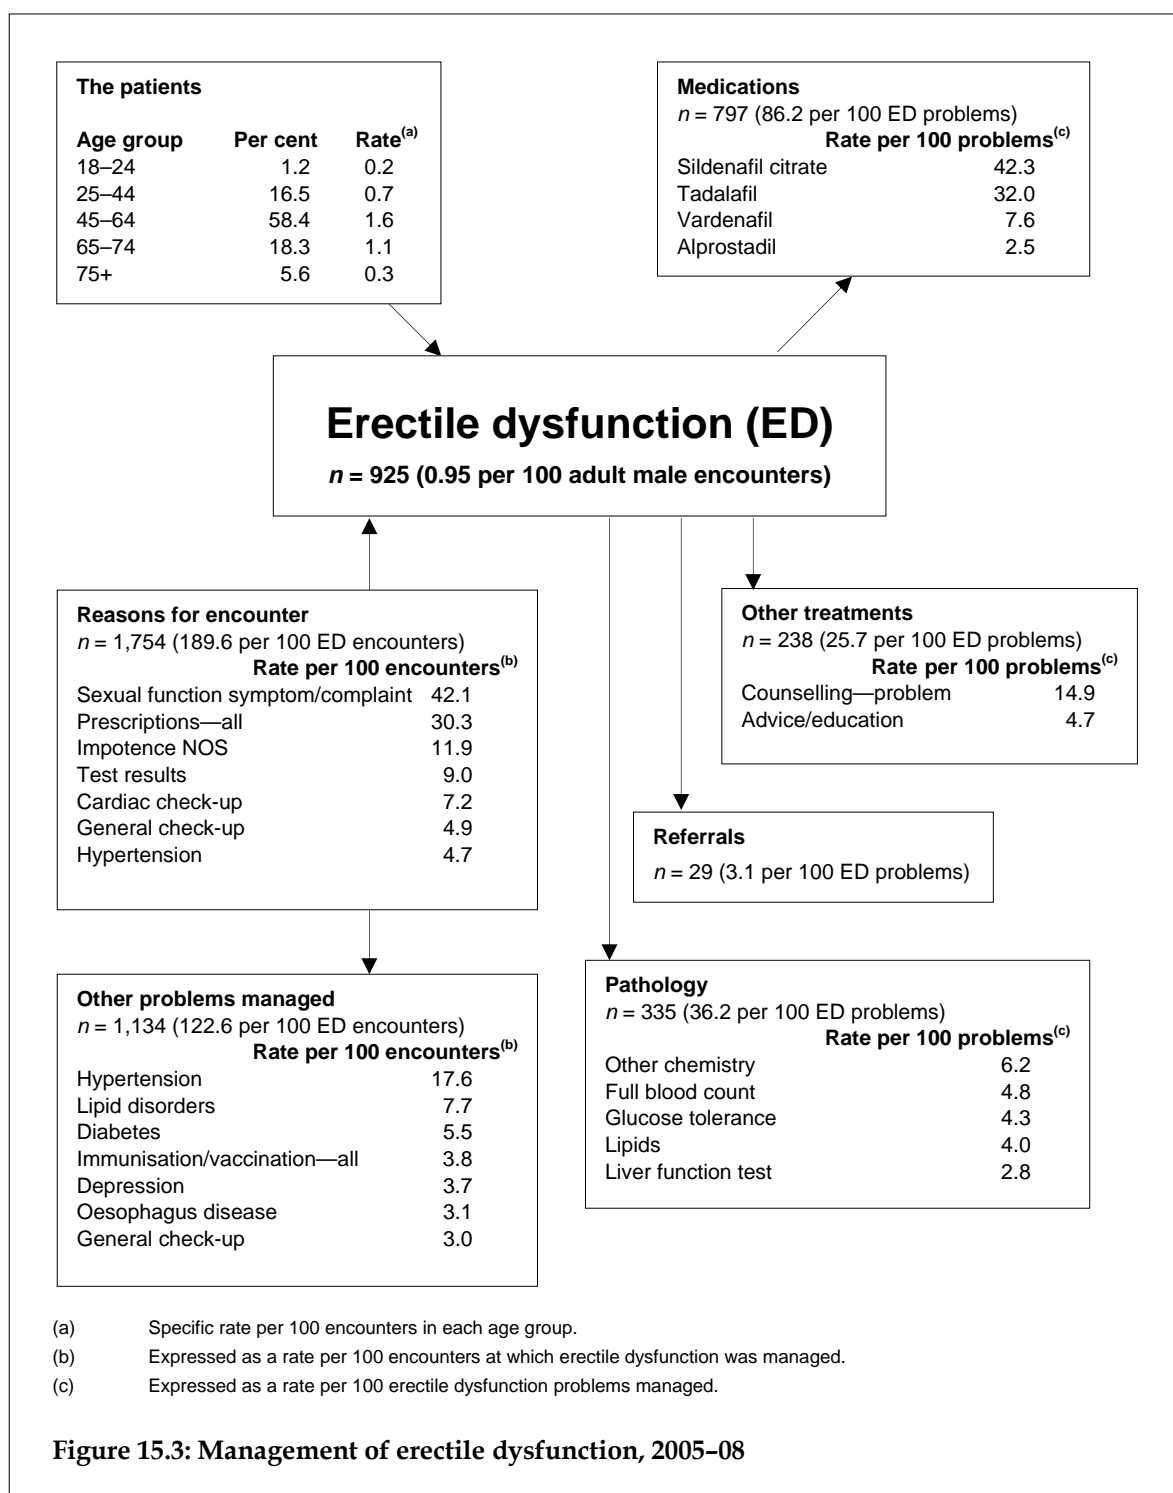 The patients
Age group Per cent Rate(a)
18–24 1.2 0.2
25–44 16.5 0.7
45–64 58.4 1.6
65–74 18.3 1.1
75+ 5.6 0.3
Medications
n = 797 (86.2 per 100 ED problems)
Rate per 100 problems(c)
Sildenafil citrate 42.3
Tadalafil 32.0
Vardenafil 7.6
Alprostadil 2.5
Erectile dysfunction (ED)
n = 925 (0.95 per 100 adult male encounters)
Reasons for encounter
n = 1,754 (189.6 per 100 ED encounters)
Rate per 100 encounters(b)
Sexual function symptom/complaint 42.1
Prescriptions—all 30.3
Impotence NOS 11.9
Test results 9.0
Cardiac check-up 7.2
General check-up 4.9
Hypertension 4.7
Other treatments
n = 238 (25.7 per 100 ED problems)
Rate per 100 problems(c)
Counselling—problem 14.9
Advice/education 4.7
Referrals
n = 29 (3.1 per 100 ED problems)
Other problems managed
n = 1,134 (122.6 per 100 ED encounters)
Rate per 100 encounters(b)
Hypertension 17.6
Lipid disorders 7.7
Diabetes 5.5
Immunisation/vaccination—all 3.8
Depression 3.7
Oesophagus disease 3.1
General check-up 3.0
Pathology
n = 335 (36.2 per 100 ED problems)
Rate per 100 problems(c)
Other chemistry 6.2
Full blood count 4.8
Glucose tolerance 4.3
Lipids 4.0
Liver function test 2.8
(a) Specific rate per 100 encounters in each age group.
(b) Expressed as a rate per 100 encounters at which erectile dysfunction was managed.
(c) Expressed as a rate per 100 erectile dysfunction problems managed.
Figure 15.3: Management of erectile dysfunction, 2005–08